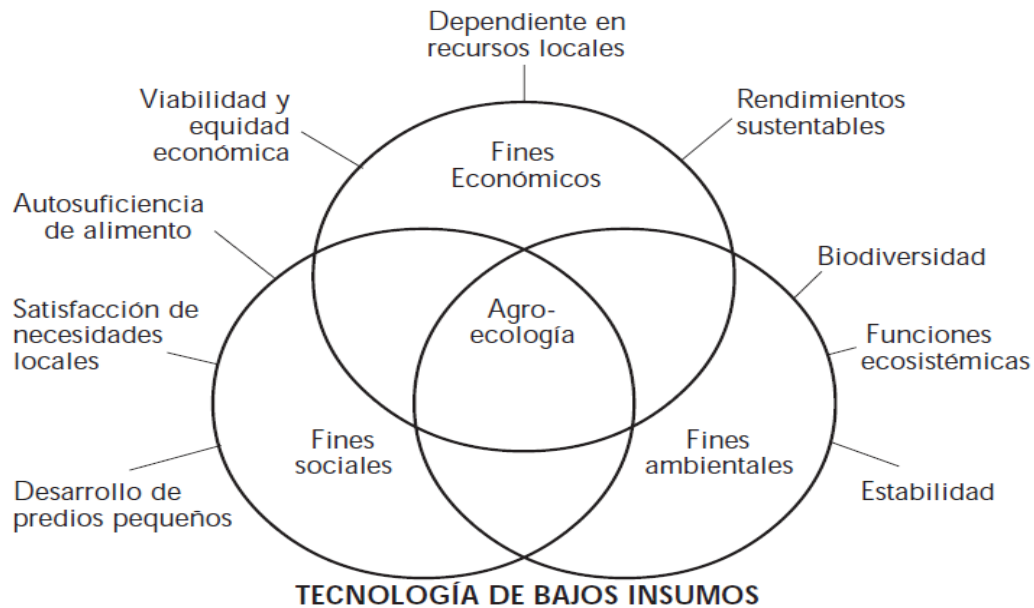 Dependiente en
recursos locales
Viabilidad y
equidad
económica
Rendimientos
sustentables
Fines
Económicos
Autosuficiencia
de alimento
Biodiversidad
Satisfacción de
necesidades
locales
Agro-
ecología
Funciones
ecosistémicas
Fines
sociales
Fines
ambientales
Desarrollo de
predios pequeños
Estabilidad
TECNOLOGÍA DE BAJOS INSUMOS